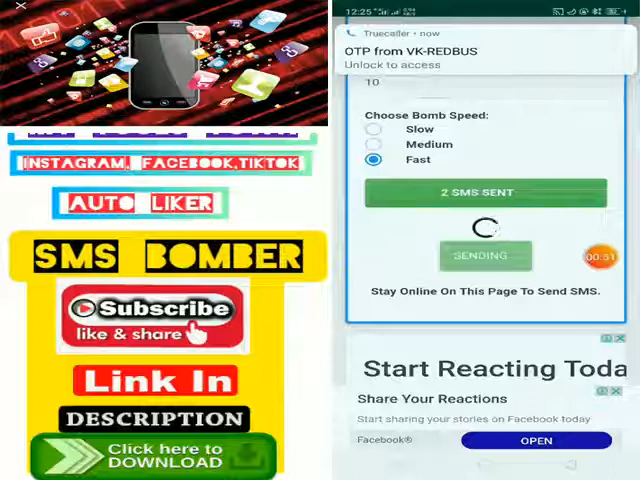 INSTAGRAM, FACEBOOK,TIKTOK
AUTO LIKER
SMS BOMBER
Subscribe
like & share
Link In
DESCRIPTION
Click here to
DOWNLOAD
12:25
Truecaller • now
OTP from VK-REDBUS
Unlock to access
10
Choose Bomb Speed:
Slow
Medium
Fast
2 SMS SENT
SENDING
00:51
Stay Online On This Page To Send SMS.
Start Reacting Toda
Share Your Reactions
Start sharing your stories on Facebook today
Facebook®
OPEN